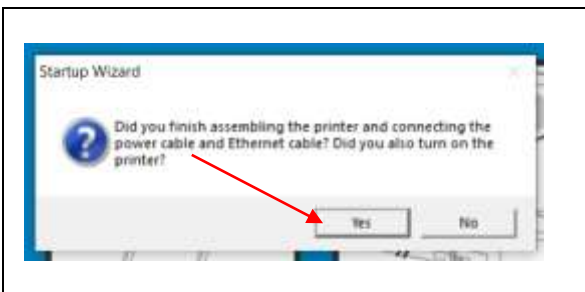 Startup Wizard
Did you finish assembling the printer and connecting the
power cable and Ethernet cable? Did you also turn on the
printer?
Yes
No